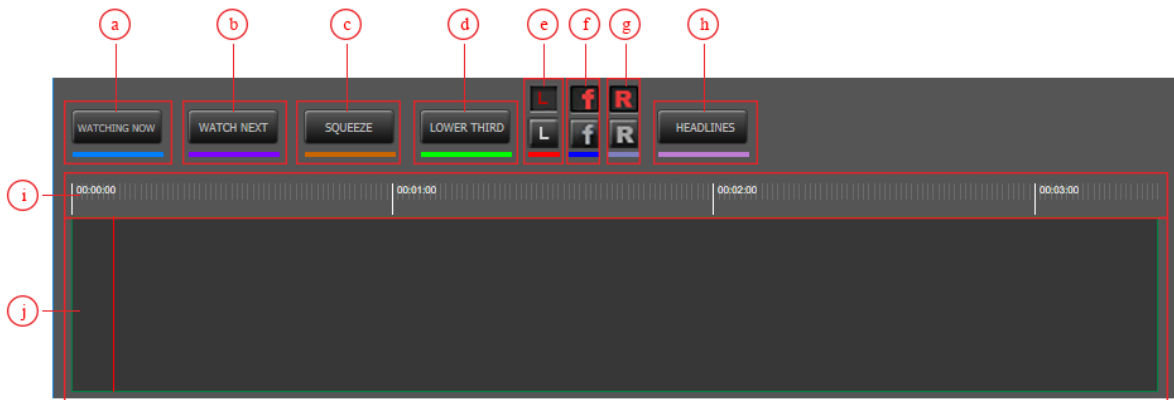 a b c d e f g h
L f R
WATCHING NOW WATCH NEXT SQUEEZE LOWER THIRD L f R HEADLINES
i 00:00:00 00:01:00 00:02:00 00:03:00
j